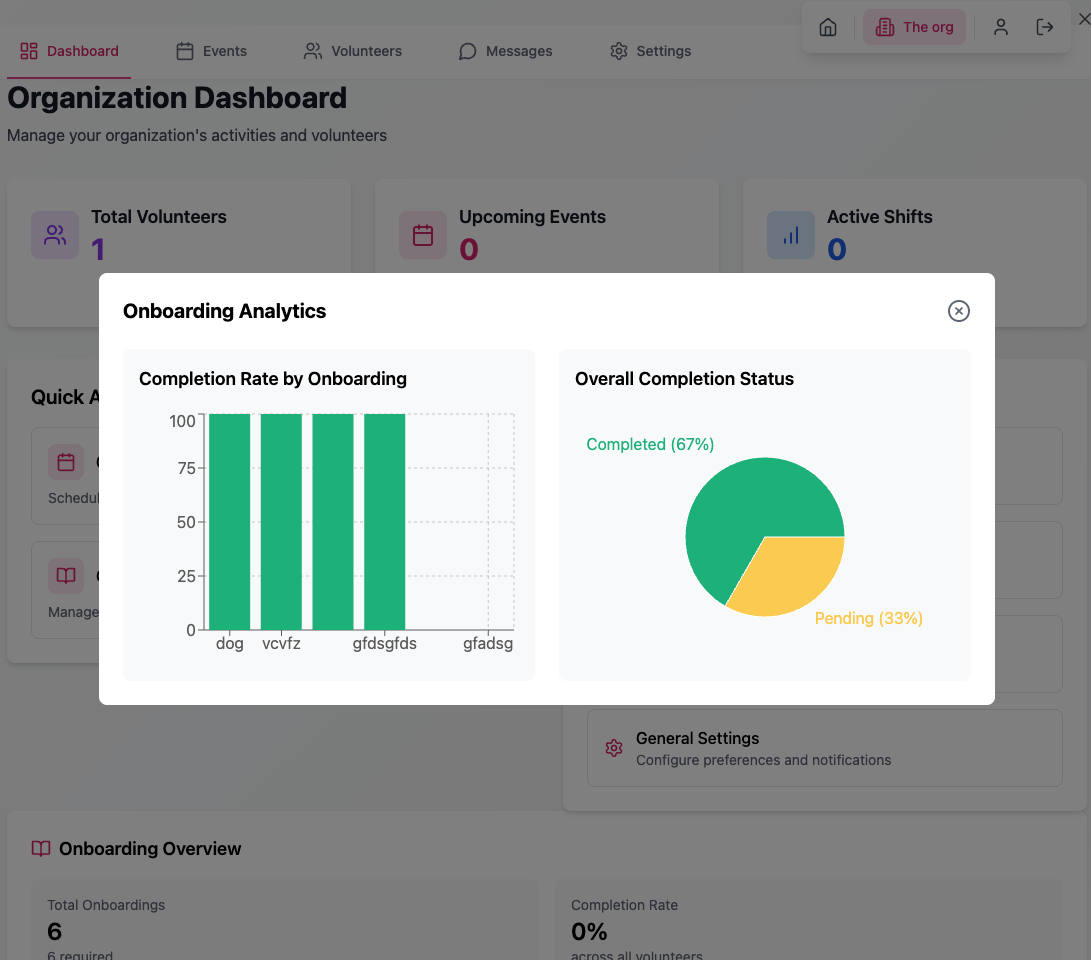 Dashboard
Events
Volunteers
Messages
Settings
The org
Organization Dashboard
Manage your organization's activities and volunteers
Total Volunteers
1
Upcoming Events
0
Active Shifts
0
Onboarding Analytics
Completion Rate by Onboarding
100
75
50
25
0
dog vcvfz gfdsgfds gfadsg
Overall Completion Status
Completed (67%)
Pending (33%)
Quick
Manage
General Settings
Configure preferences and notifications
Onboarding Overview
Total Onboardings
6
6 required
Completion Rate
0%
across all volunteers